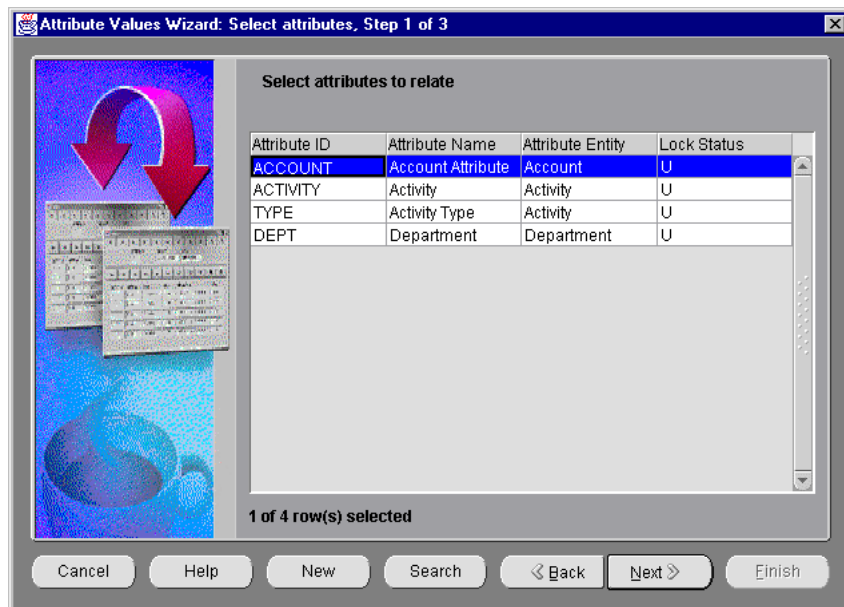 Attribute Values Wizard: Select attributes, Step 1 of 3
Select attributes to relate
Attribute ID Attribute Name Attribute Entity Lock Status
ACCOUNT Account Attribute Account U
ACTIVITY Activity Activity U
TYPE Activity Type Activity U
DEPT Department Department U
1 of 4 row(s) selected
Cancel Help New Search Back Next Finish